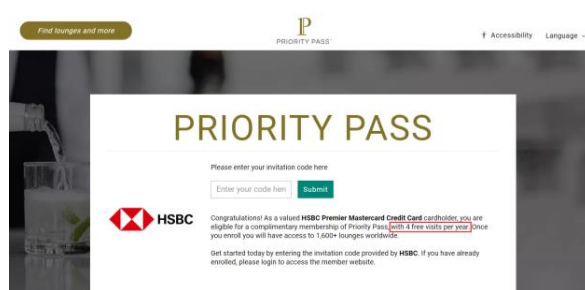 Find lounges and more
PRIORITY PASS
Accessibility
Language
PRIORITY PASS
Please enter your invitation code here
Enter your code her
Submit
HSBC
Congratulations! As a valued HSBC Premier Mastercard Credit Card cardholder, you are
eligible for a complimentary membership of Priority Pass, with 4 free visits per year. Once
you enroll you will have access to 1,600+ lounges worldwide.
Get started today by entering the invitation code provided by HSBC. If you have already
enrolled, please login to access the member website.